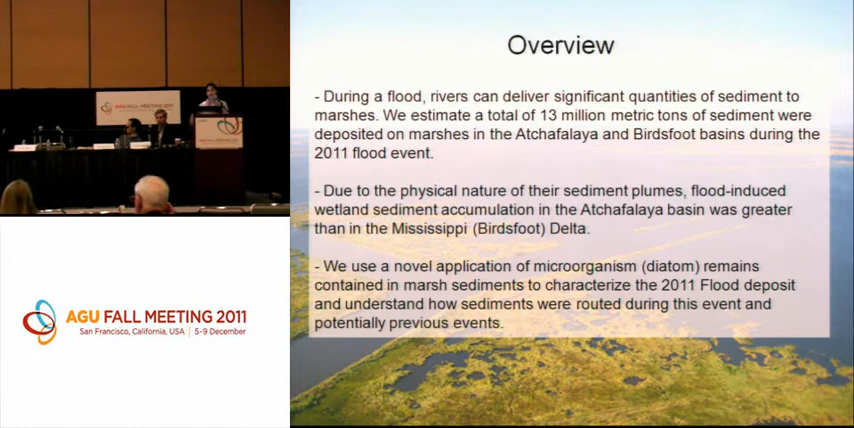 AGU FALL MEETING 2011
AGU FALL MEETING 2011
San Francisco, California, USA | 5-9 December
Overview
- During a flood, rivers can deliver significant quantities of sediment to
marshes. We estimate a total of 13 million metric tons of sediment were
deposited on marshes in the Atchafalaya and Birdsfoot basins during the
2011 flood event.
- Due to the physical nature of their sediment plumes, flood-induced
wetland sediment accumulation in the Atchafalaya basin was greater
than in the Mississippi (Birdsfoot) Delta.
- We use a novel application of microorganism (diatom) remains
contained in marsh sediments to characterize the 2011 Flood deposit
and understand how sediments were routed during this event and
potentially previous events.